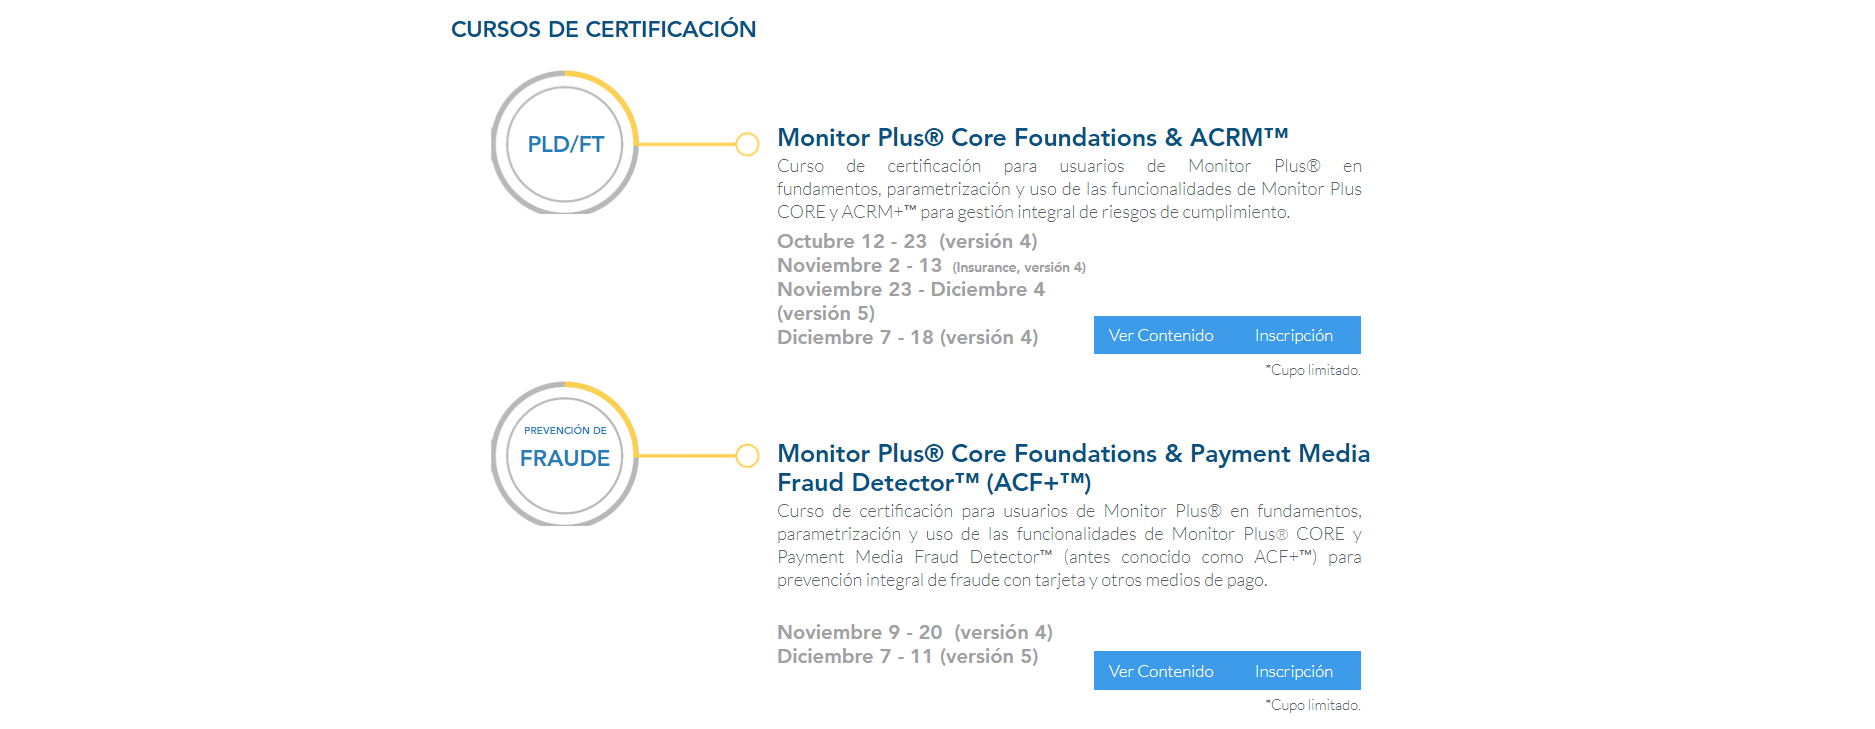 CURSOS DE CERTIFICACIÓN
PLD/FT
Monitor Plus® Core Foundations & ACRM™
Curso de certificación para usuarios de Monitor Plus® en
fundamentos, parametrización y uso de las funcionalidades de Monitor Plus
CORE y ACRM+™ para gestión integral de riesgos de cumplimiento.
Octubre 12 - 23 (versión 4)
Noviembre 2 - 13 (Insurance, versión 4)
Noviembre 23 - Diciembre 4
(versión 5)
Diciembre 7 - 18 (versión 4)
Ver Contenido Inscripción
*Cupo limitado.
PREVENCIÓN DE
FRAUDE
Monitor Plus® Core Foundations & Payment Media
Fraud Detector™ (ACF+™)
Curso de certificación para usuarios de Monitor Plus® en fundamentos,
parametrización y uso de las funcionalidades de Monitor Plus® CORE y
Payment Media Fraud Detector™ (antes conocido como ACF+™) para
prevención integral de fraude con tarjeta y otros medios de pago.
Noviembre 9 - 20 (versión 4)
Diciembre 7 - 11 (versión 5)
Ver Contenido Inscripción
*Cupo limitado.